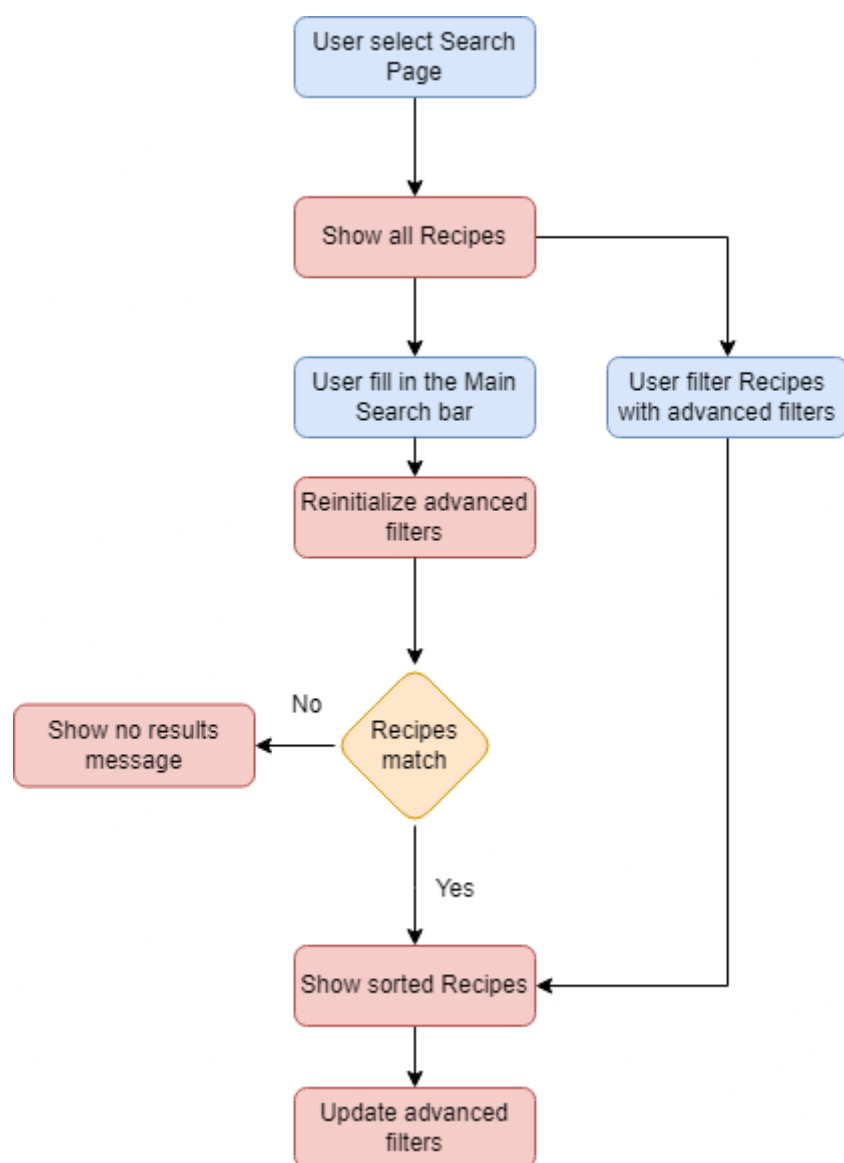 User select Search
Page
Show all Recipes
User fill in the Main
Search bar
User filter Recipes
with advanced filters
Reinitialize advanced
filters
No
Show no results
message
Recipes
match
Yes
Show sorted Recipes
Update advanced
filters